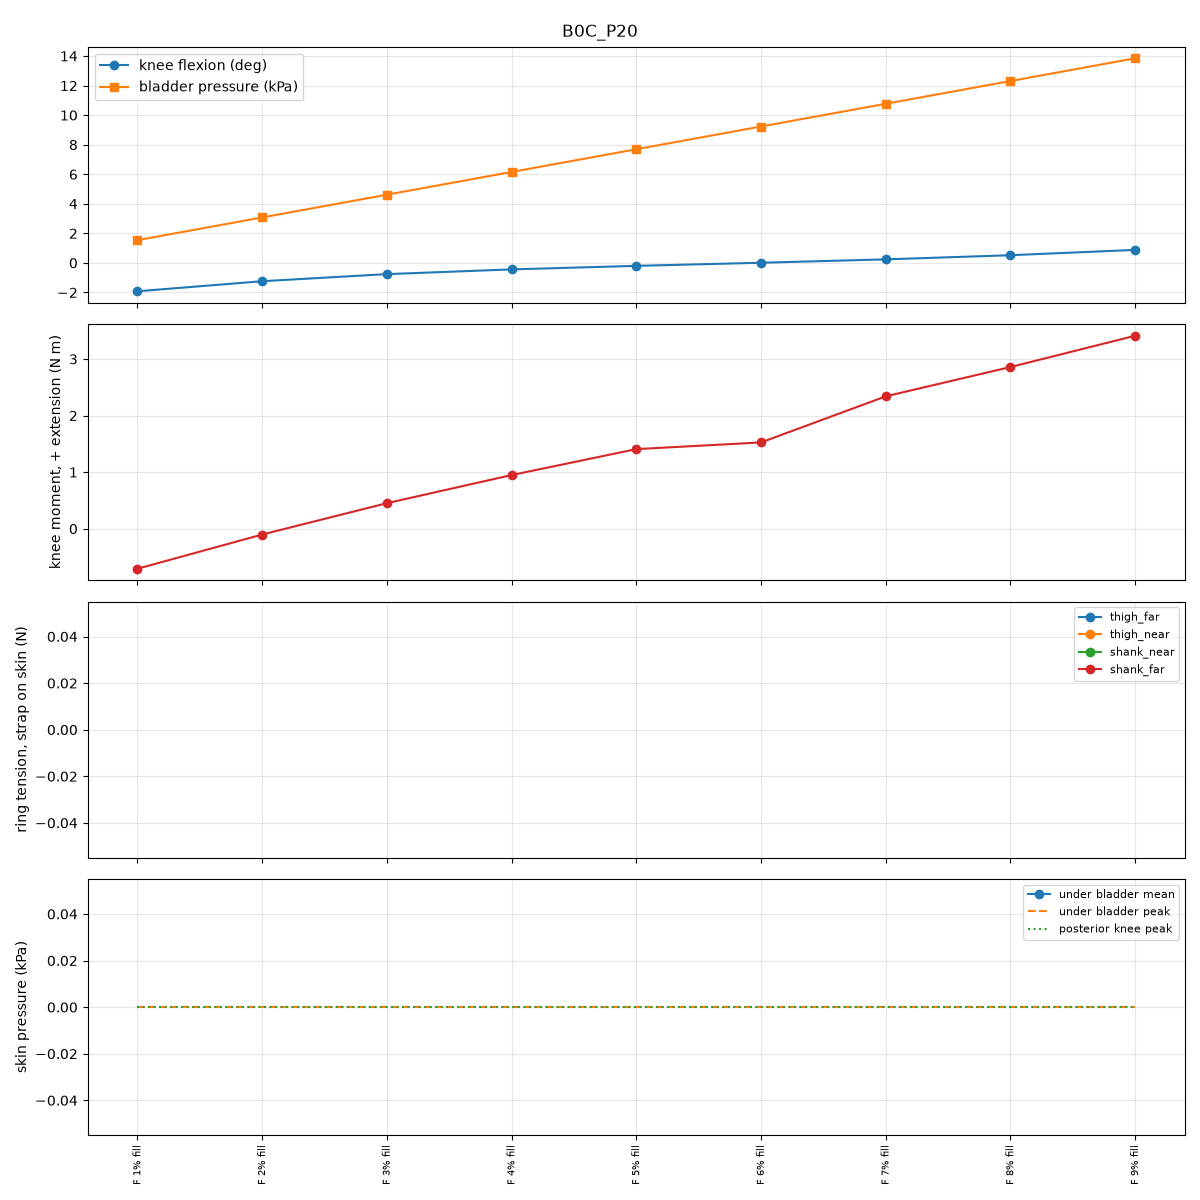 B0C_P20
14
12
10
8
6
4
2
0
−2
knee flexion (deg)
bladder pressure (kPa)
knee moment, + extension (N m)
3
2
1
0
ring tension, strap on skin (N)
0.04
0.02
0.00
−0.02
−0.04
thigh_far
thigh_near
shank_near
shank_far
skin pressure (kPa)
0.04
0.02
0.00
−0.02
−0.04
under bladder mean
under bladder peak
posterior knee peak
F 1% fill
F 2% fill
F 3% fill
F 4% fill
F 5% fill
F 6% fill
F 7% fill
F 8% fill
F 9% fill